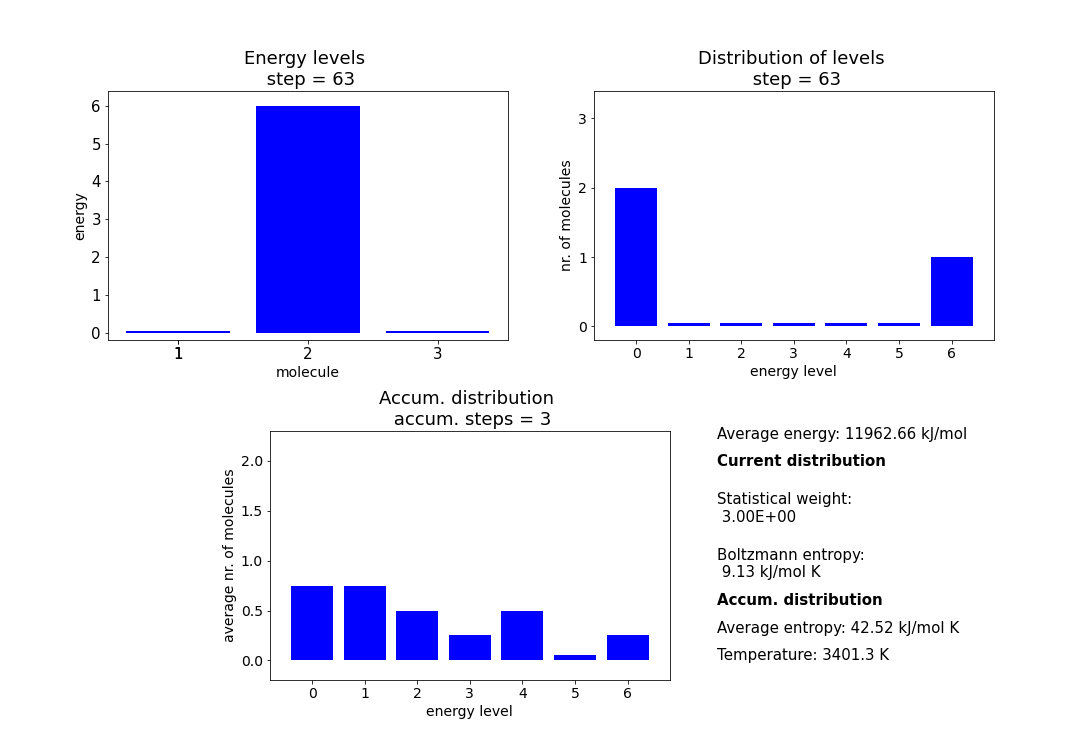 Energy levels
step = 63
6
5
4
3
2
1
0
energy
1
2
3
molecule
Distribution of levels
step = 63
3
2
1
0
nr. of molecules
0
1
2
3
4
5
6
energy level
Accum. distribution
accum. steps = 3
2.0
1.5
1.0
0.5
0.0
average nr. of molecules
0
1
2
3
4
5
6
energy level
Average energy: 11962.66 kJ/mol
Current distribution
Statistical weight:
3.00E+00
Boltzmann entropy:
9.13 kJ/mol K
Accum. distribution
Average entropy: 42.52 kJ/mol K
Temperature: 3401.3 K